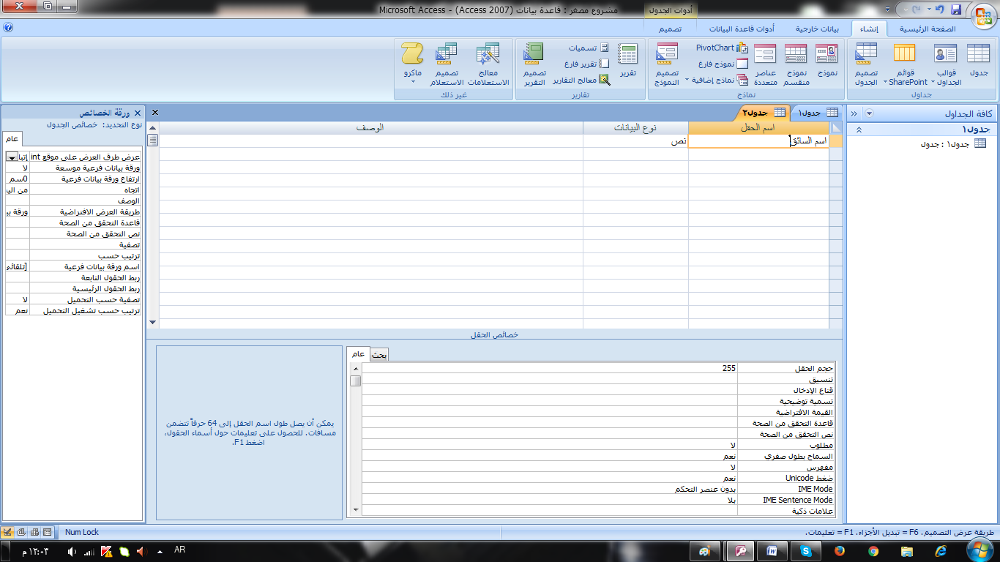 مشروع مصغر : قاعدة بيانات (Access 2007) - Microsoft Access
أدوات الجدول
الصفحة الرئيسية
إنشاء
بيانات خارجية
أدوات قاعدة البيانات
تصميم
جدول
قوالب الجداول
قوائم SharePoint
تصميم الجدول
جداول
نموذج
نموذج منقسم
عناصر متعددة
PivotChart
نموذج فارغ
نماذج إضافية
تصميم النموذج
نماذج
تقرير
تسميات
تقرير فارغ
معالج التقارير
تصميم التقرير
تقارير
معالج الاستعلامات
تصميم الاستعلام
ماكرو
غير ذلك
كافة الجداول
جدول١
جدول١ : جدول
جدول١
جدول٢
اسم الحقل
نوع البيانات
الوصف
اسم السائق
نص
خصائص الحقل
عام
بحث
حجم الحقل 255
تنسيق
قناع الإدخال
تسمية توضيحية
القيمة الافتراضية
قاعدة التحقق من الصحة
نص التحقق من الصحة
مطلوب لا
السماح بطول صفري نعم
مفهرس لا
ضغط Unicode نعم
IME Mode بدون عنصر التحكم
IME Sentence Mode بلا
علامات ذكية
يمكن أن يصل طول اسم الحقل إلى 64 حرفاً تتضمن
مسافات. للحصول على تعليمات حول أسماء الحقول،
اضغط F1.
ورقة الخصائص
نوع التحديد: خصائص الجدول
عام
عرض طرق العرض على موقع int إتبا
ورقة بيانات فرعية موسعة لا
ارتفاع ورقة بيانات فرعية 0سم
اتجاه من الي
الوصف
طريقة العرض الافتراضية ورقة بي
قاعدة التحقق من الصحة
نص التحقق من الصحة
تصفية
ترتيب حسب
اسم ورقة بيانات فرعية [تلقائي
ربط الحقول التابعة
ربط الحقول الرئيسية
تصفية حسب التحميل لا
ترتيب حسب تشغيل التحميل نعم
طريقة عرض التصميم. F6 = تبديل الأجزاء. F1 = تعليمات.
Num Lock
AR
١٢:٠٣ م